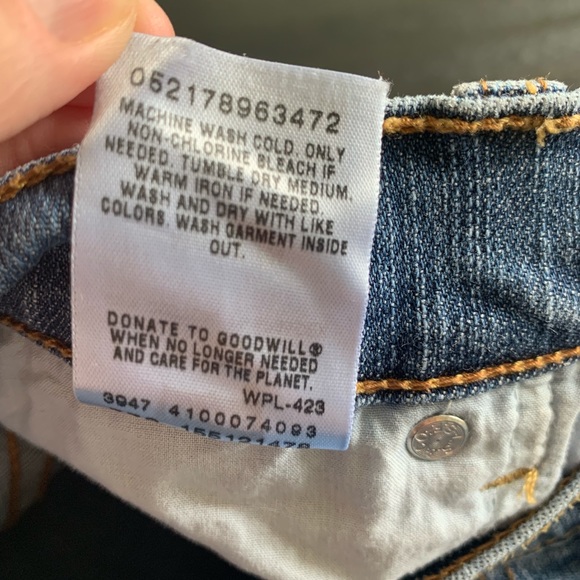 052178963472
MACHINE WASH COLD. ONLY
NON-CHLORINE BLEACH IF
NEEDED. TUMBLE DRY MEDIUM.
WARM IRON IF NEEDED.
WASH AND DRY WITH LIKE
COLORS. WASH GARMENT INSIDE
OUT.
DONATE TO GOODWILL®
WHEN NO LONGER NEEDED
AND CARE FOR THE PLANET.
WPL-423
3947 4100074093
155121478